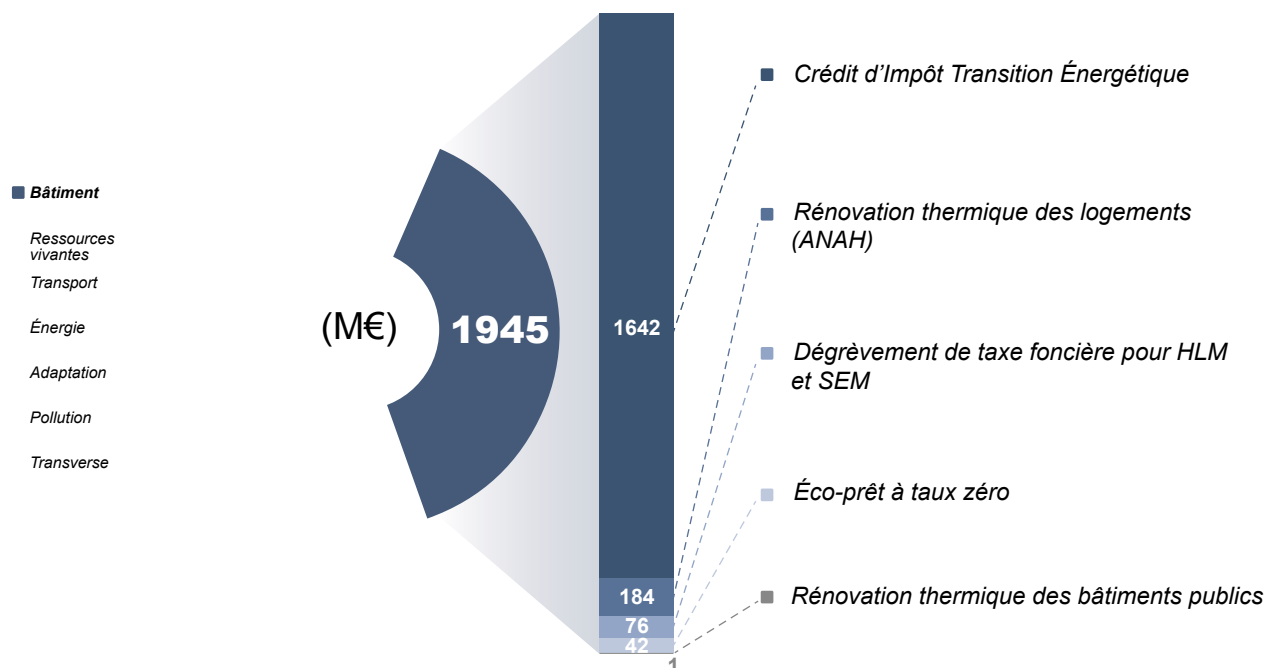 Bâtiment
Ressources
vivantes
Transport
Énergie
Adaptation
Pollution
Transverse
(M€)
1945
1642
184
76
42
1
Crédit d’Impôt Transition Énergétique
Rénovation thermique des logements
(ANAH)
Dégrèvement de taxe foncière pour HLM
et SEM
Éco-prêt à taux zéro
Rénovation thermique des bâtiments publics